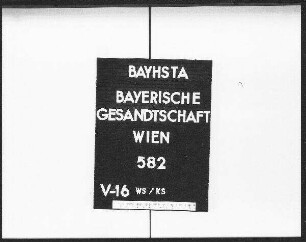 BAYHSTA
BAYERISCHE
GESANDTSCHAFT
WIEN
582
V-16 WS/KS